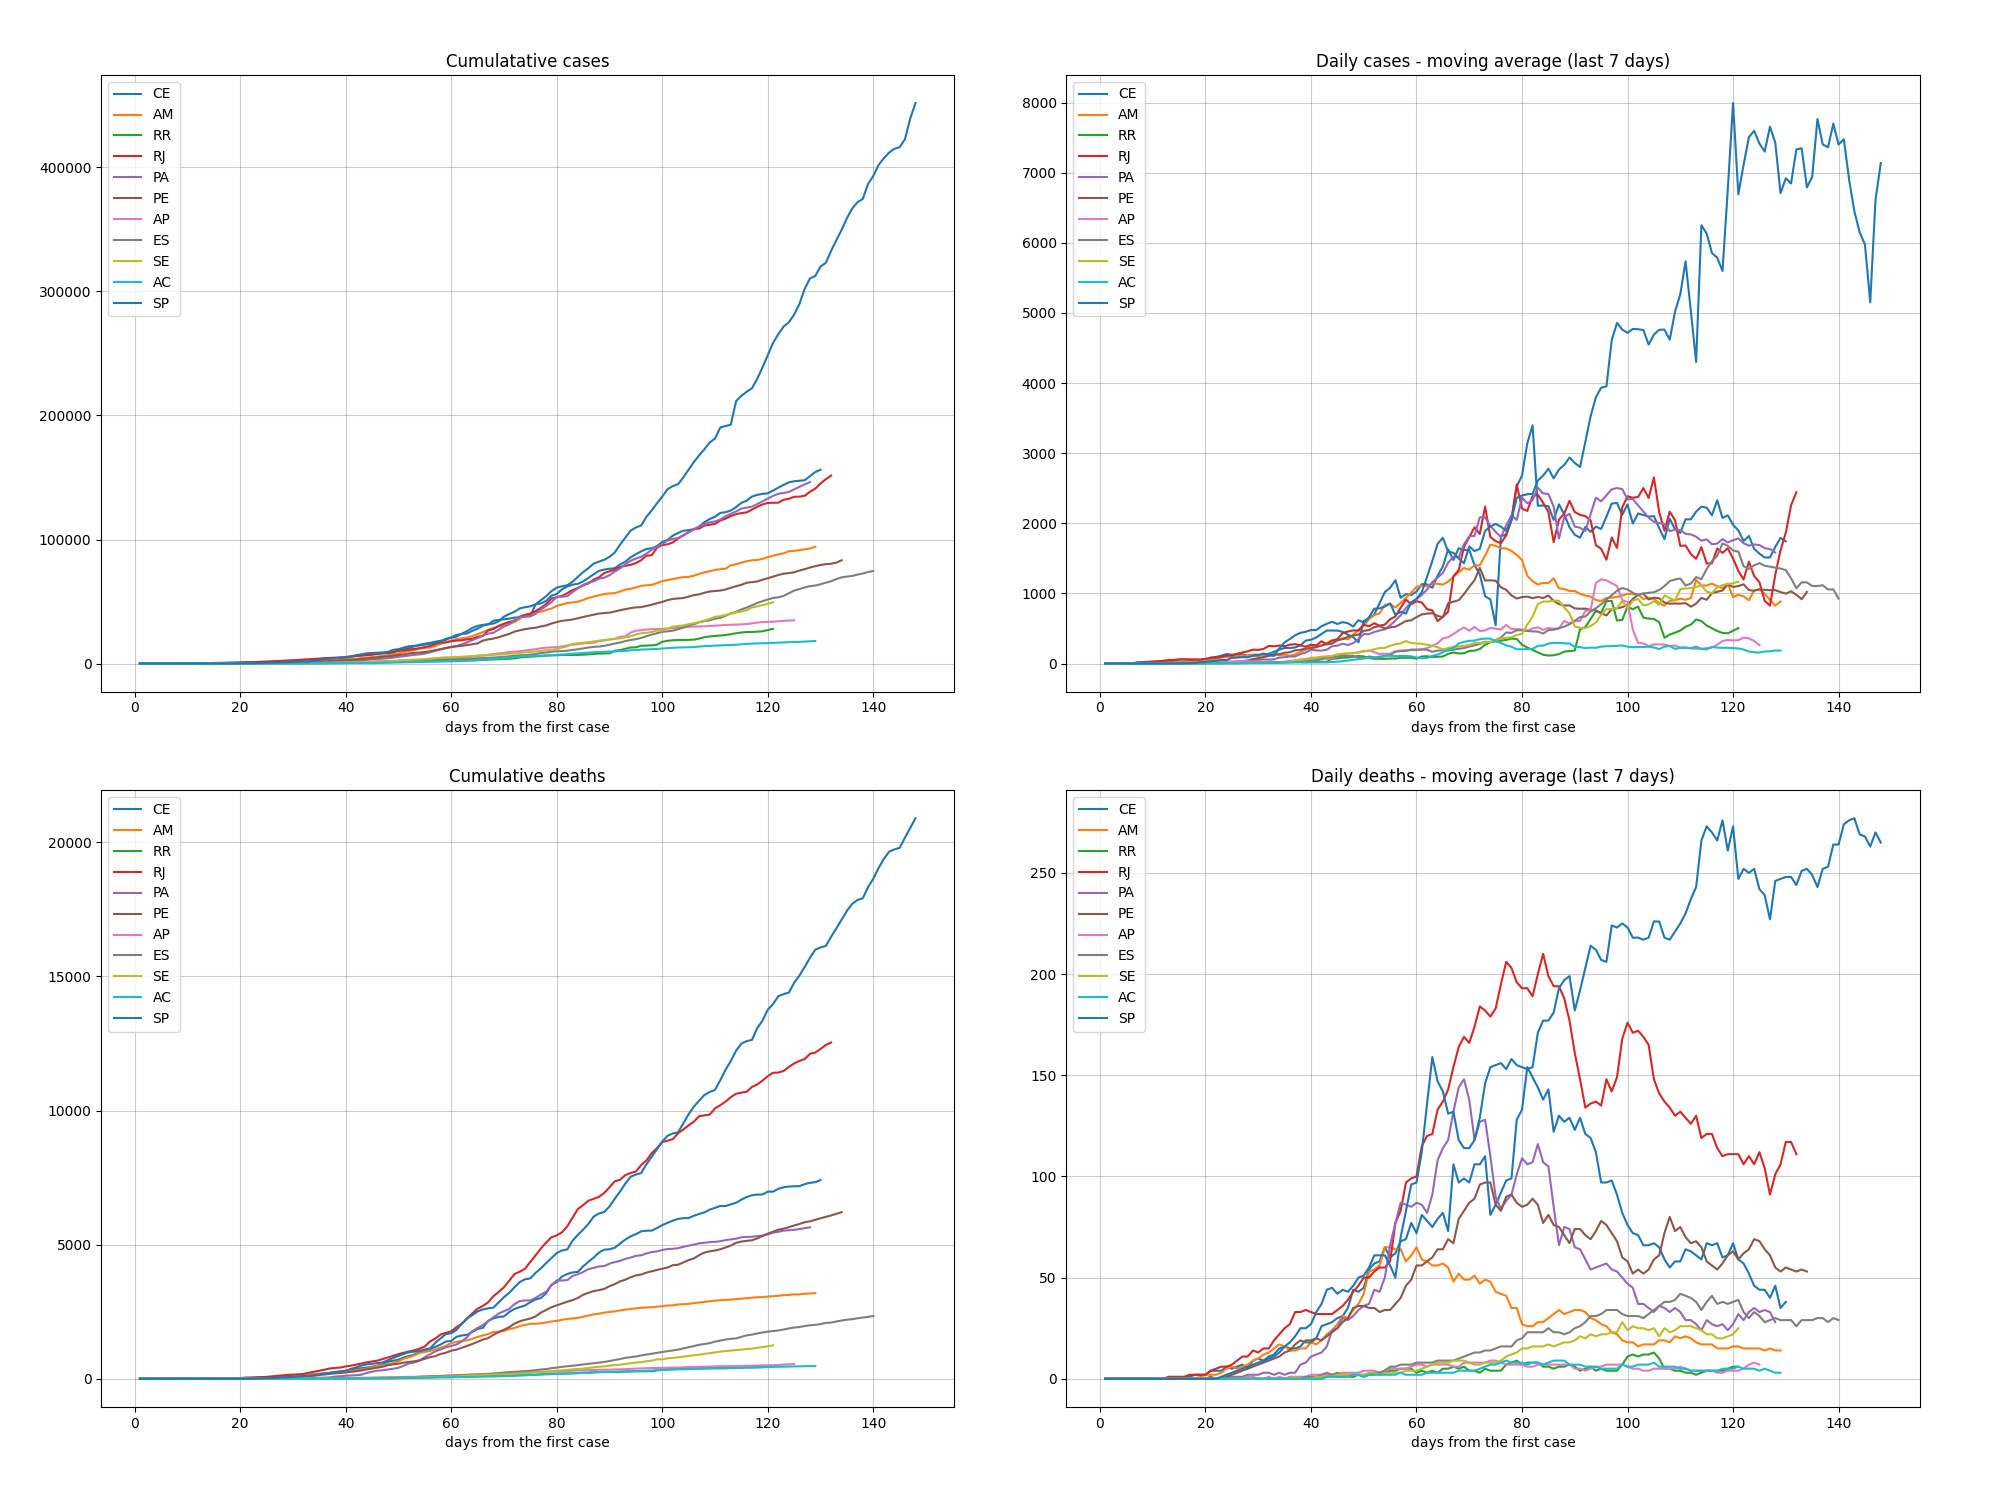 Cumulatative cases
CE
AM
RR
RJ
PA
PE
AP
ES
SE
AC
SP
400000
300000
200000
100000
0
0 20 40 60 80 100 120 140
days from the first case
Daily cases - moving average (last 7 days)
CE
AM
RR
RJ
PA
PE
AP
ES
SE
AC
SP
8000
7000
6000
5000
4000
3000
2000
1000
0
0 20 40 60 80 100 120 140
days from the first case
Cumulative deaths
CE
AM
RR
RJ
PA
PE
AP
ES
SE
AC
SP
20000
15000
10000
5000
0
0 20 40 60 80 100 120 140
days from the first case
Daily deaths - moving average (last 7 days)
CE
AM
RR
RJ
PA
PE
AP
ES
SE
AC
SP
250
200
150
100
50
0
0 20 40 60 80 100 120 140
days from the first case